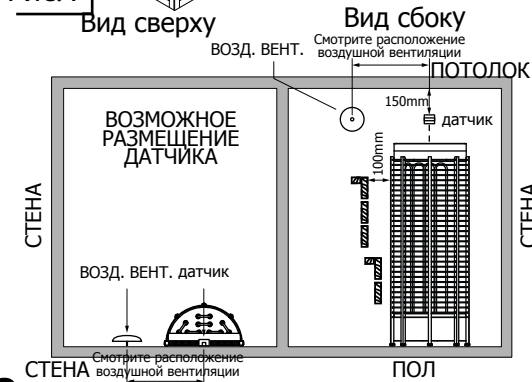 Вид сверху
Вид сбоку
Смотрите расположение
воздушной вентиляции
ВОЗД. ВЕНТ.
ПОТОЛОК
150mm
датчик
100mm
ВОЗМОЖНОЕ
РАЗМЕЩЕНИЕ
ДАТЧИКА
СТЕНА
СТЕНА
ВОЗД. ВЕНТ. датчик
Смотрите расположение
воздушной вентиляции
СТЕНА
ПОЛ